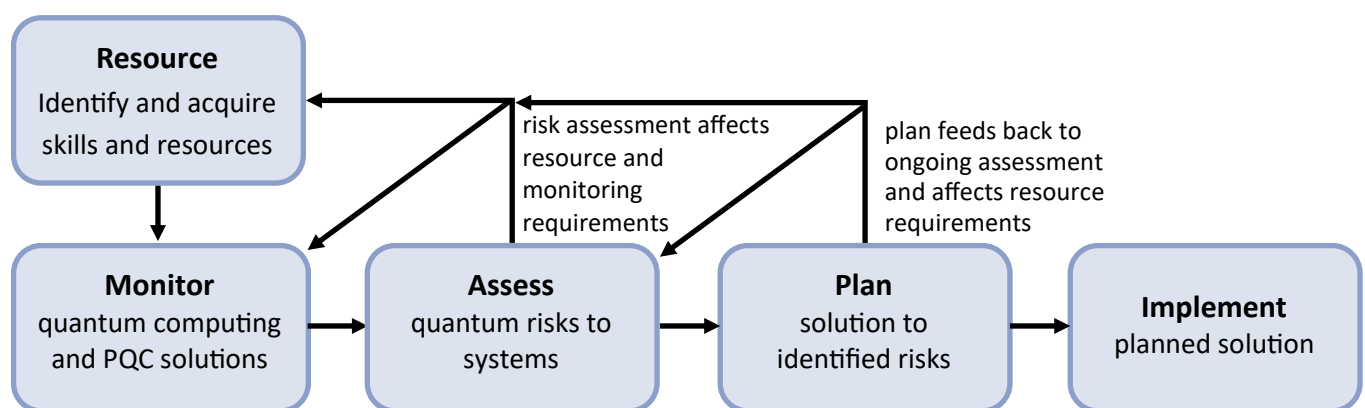 Resource
Identify and acquire
skills and resources
risk assessment affects
resource and
monitoring
requirements
plan feeds back to
ongoing assessment
and affects resource
requirements
Monitor
quantum computing
and PQC solutions
Assess
quantum risks to
systems
Plan
solution to
identified risks
Implement
planned solution